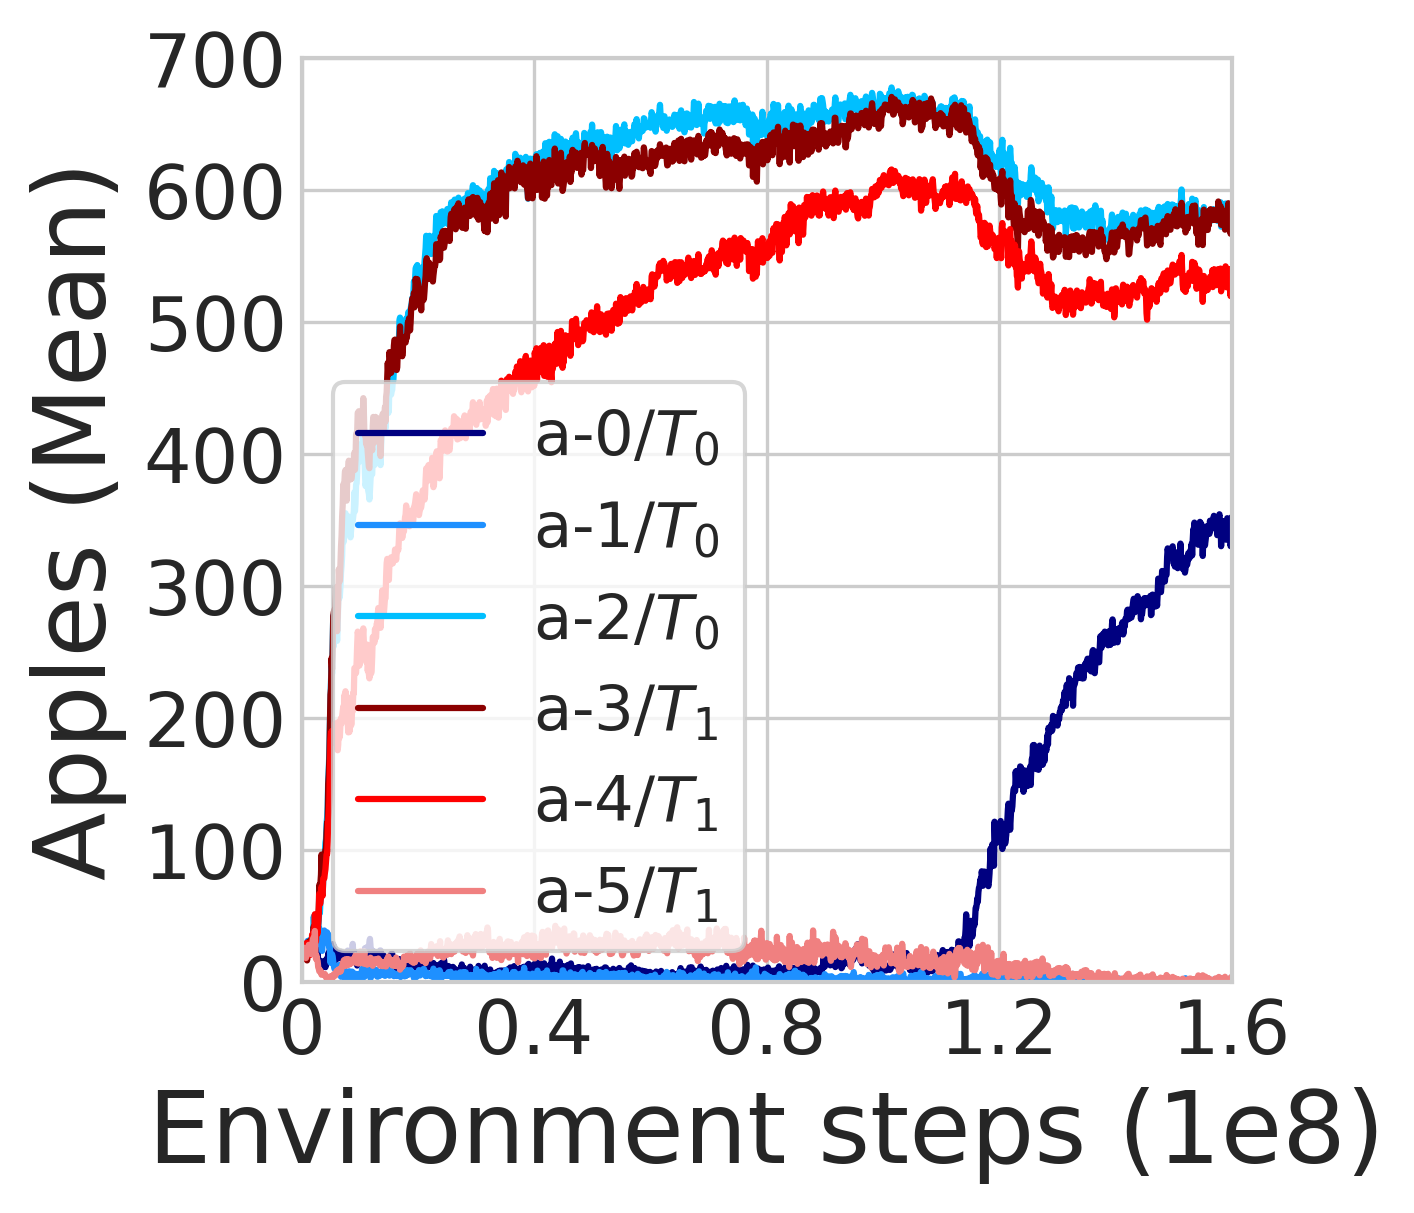 Apples (Mean)
700
600
500
400
300
200
100
0
a-0/T₀
a-1/T₀
a-2/T₀
a-3/T₁
a-4/T₁
a-5/T₁
0 0.4 0.8 1.2 1.6
Environment steps (1e8)